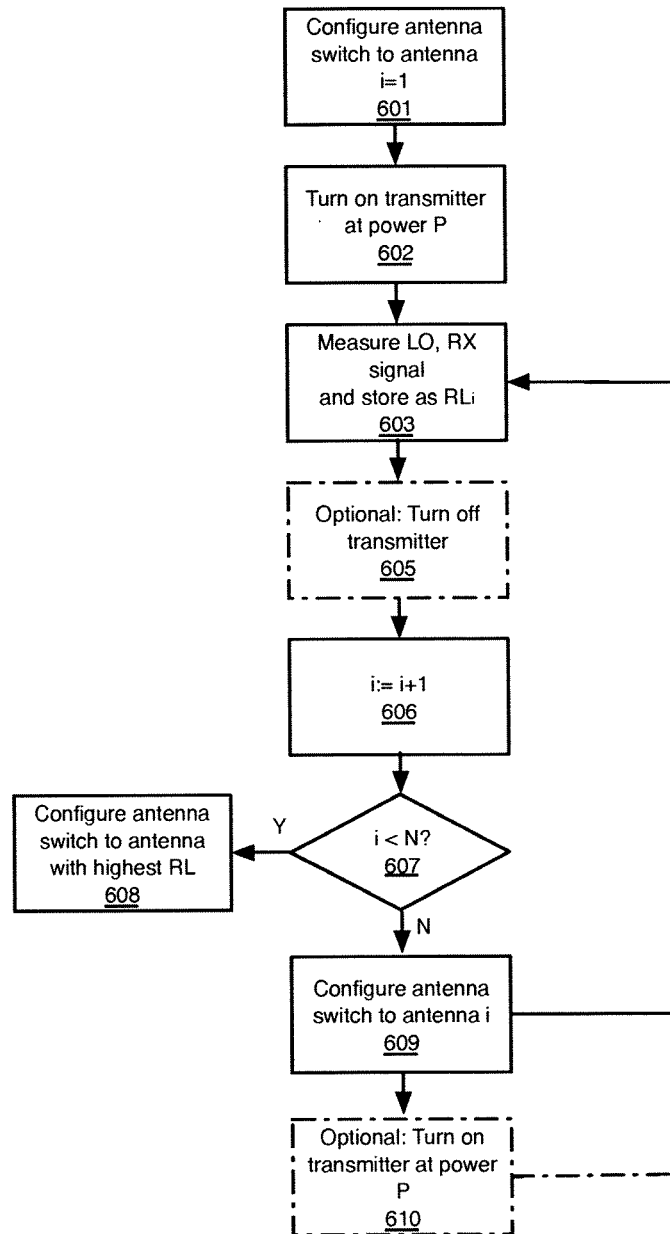 Configure antenna
switch to antenna
i=1
601
Turn on transmitter
at power P
602
Measure LO, RX
signal
and store as RLi
603
Optional: Turn off
transmitter
605
i:= i+1
606
Configure antenna
switch to antenna
with highest RL
608
Y
i < N?
607
N
Configure antenna
switch to antenna i
609
Optional: Turn on
transmitter at power
P
610